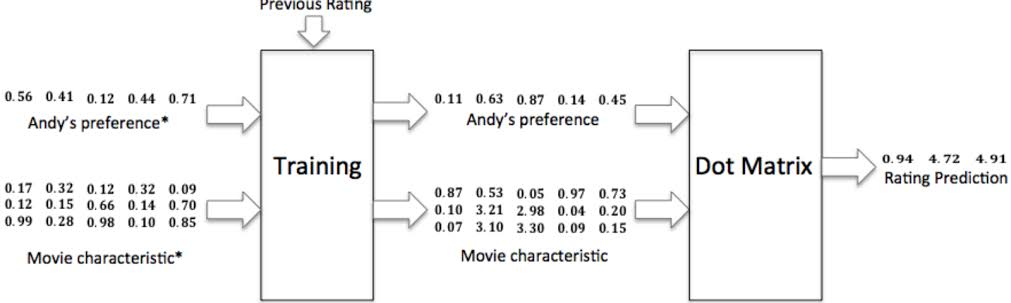 Previous Rating
0.56 0.41 0.12 0.44 0.71
Andy's preference*
0.17 0.32 0.12 0.32 0.09
0.12 0.15 0.66 0.14 0.70
0.99 0.28 0.98 0.10 0.85
Movie characteristic*
Training
0.11 0.63 0.87 0.14 0.45
Andy's preference
0.87 0.53 0.05 0.97 0.73
0.10 3.21 2.98 0.04 0.20
0.07 3.10 3.30 0.09 0.15
Movie characteristic
Dot Matrix
0.94 4.72 4.91
Rating Prediction